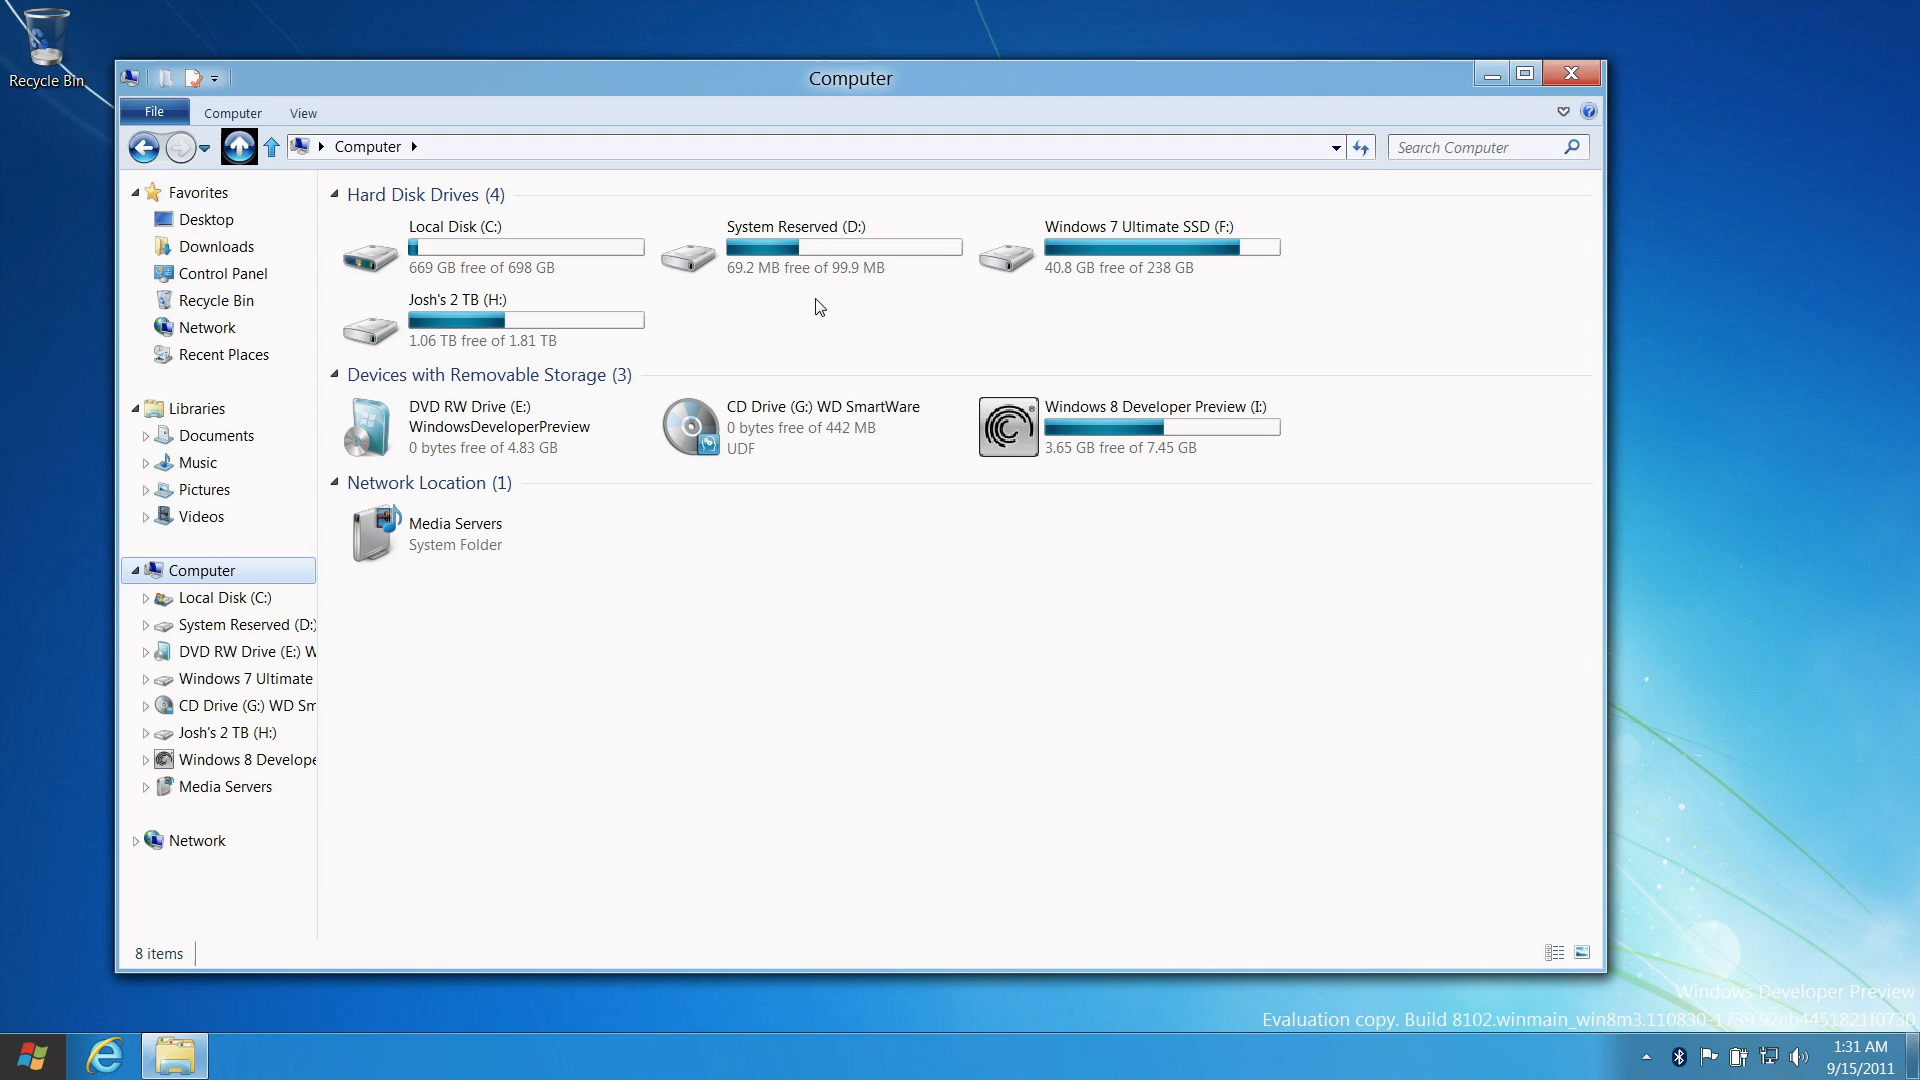 Recycle Bin
Computer
File
Computer
View
Computer
Search Computer
Favorites
Desktop
Downloads
Control Panel
Recycle Bin
Network
Recent Places
Libraries
Documents
Music
Pictures
Videos
Computer
Local Disk (C:)
System Reserved (D:)
DVD RW Drive (E:) W
Windows 7 Ultimate
CD Drive (G:) WD Sm
Josh's 2 TB (H:)
Windows 8 Develope
Media Servers
Network
Hard Disk Drives (4)
Local Disk (C:)
669 GB free of 698 GB
System Reserved (D:)
69.2 MB free of 99.9 MB
Windows 7 Ultimate SSD (F:)
40.8 GB free of 238 GB
Josh's 2 TB (H:)
1.06 TB free of 1.81 TB
Devices with Removable Storage (3)
DVD RW Drive (E:)
WindowsDeveloperPreview
0 bytes free of 4.83 GB
CD Drive (G:) WD SmartWare
0 bytes free of 442 MB
UDF
Windows 8 Developer Preview (I:)
3.65 GB free of 7.45 GB
Network Location (1)
Media Servers
System Folder
8 items
Windows Developer Preview
Evaluation copy. Build 8102.winmain_win8m3.110830-1739.92eb4451821f0730
1:31 AM
9/15/2011